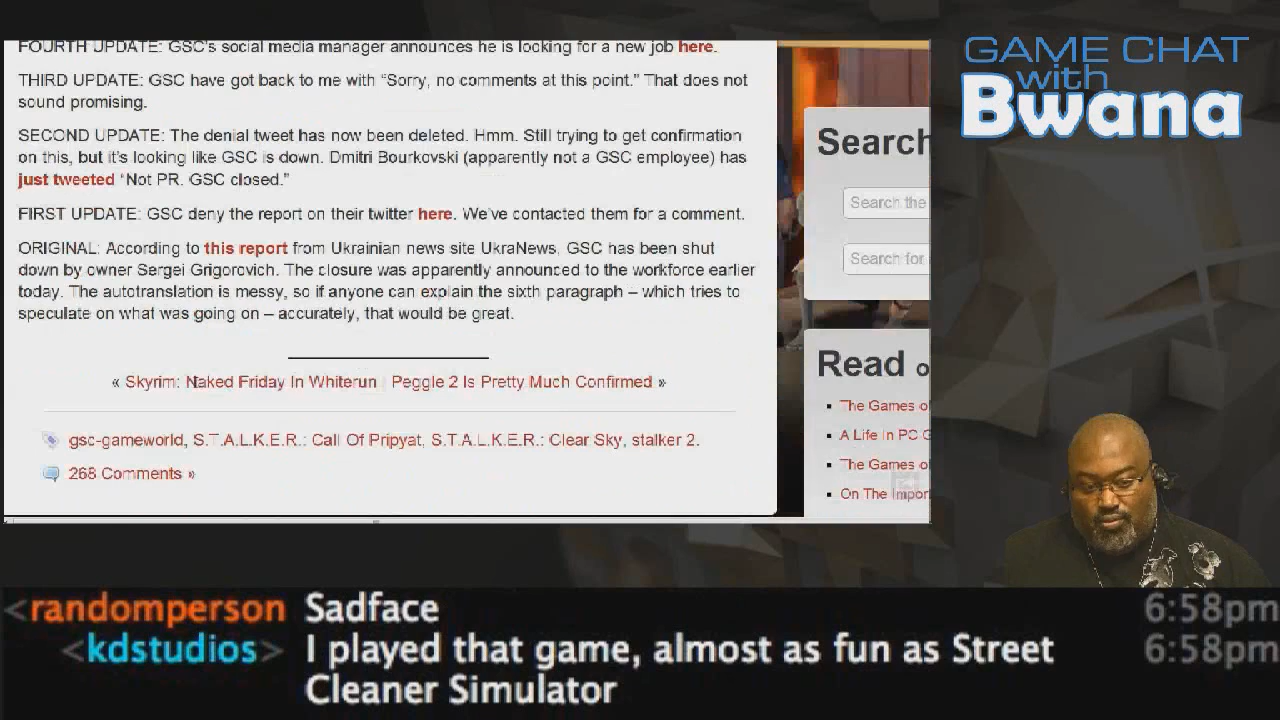 FOURTH UPDATE: GSC's social media manager announces he is looking for a new job here.
THIRD UPDATE: GSC have got back to me with “Sorry, no comments at this point.” That does not
sound promising.
SECOND UPDATE: The denial tweet has now been deleted. Hmm. Still trying to get confirmation
on this, but it's looking like GSC is down. Dmitri Bourkovski (apparently not a GSC employee) has
just tweeted “Not PR. GSC closed.”
FIRST UPDATE: GSC deny the report on their twitter here. We've contacted them for a comment.
ORIGINAL: According to this report from Ukrainian news site UkraNews, GSC has been shut
down by owner Sergei Grigorovich. The closure was apparently announced to the workforce earlier
today. The autotranslation is messy, so if anyone can explain the sixth paragraph – which tries to
speculate on what was going on – accurately, that would be great.
« Skyrim: Naked Friday In Whiterun | Peggle 2 Is Pretty Much Confirmed »
gsc-gameworld, S.T.A.L.K.E.R.: Call Of Pripyat, S.T.A.L.K.E.R.: Clear Sky, stalker 2.
268 Comments »
Search
Search the
Search for
Read o
The Games o
A Life In PC G
The Games o
On The Impor
GAME CHAT
with
Bwana
<randomperson Sadface 6:58pm
<kdstudios> I played that game, almost as fun as Street 6:58pm
Cleaner Simulator